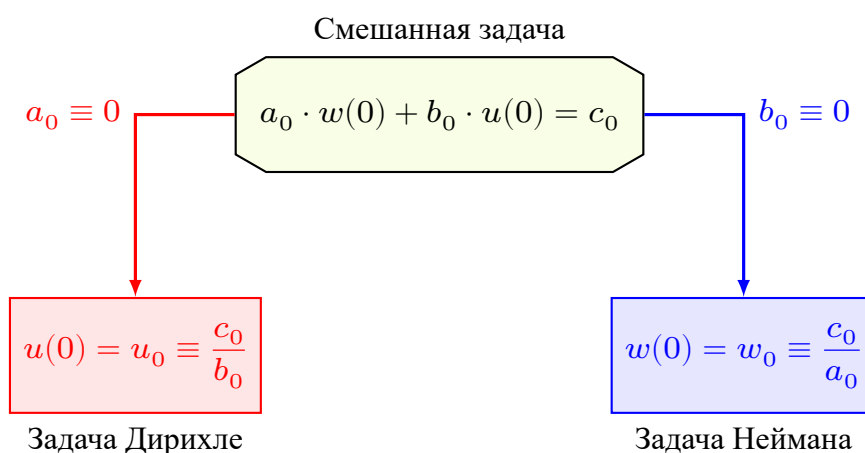 Смешанная задача
a₀ ≡ 0
a₀ · w(0) + b₀ · u(0) = c₀
b₀ ≡ 0
u(0) = u₀ ≡ c₀/b₀
w(0) = w₀ ≡ c₀/a₀
Задача Дирихле
Задача Неймана